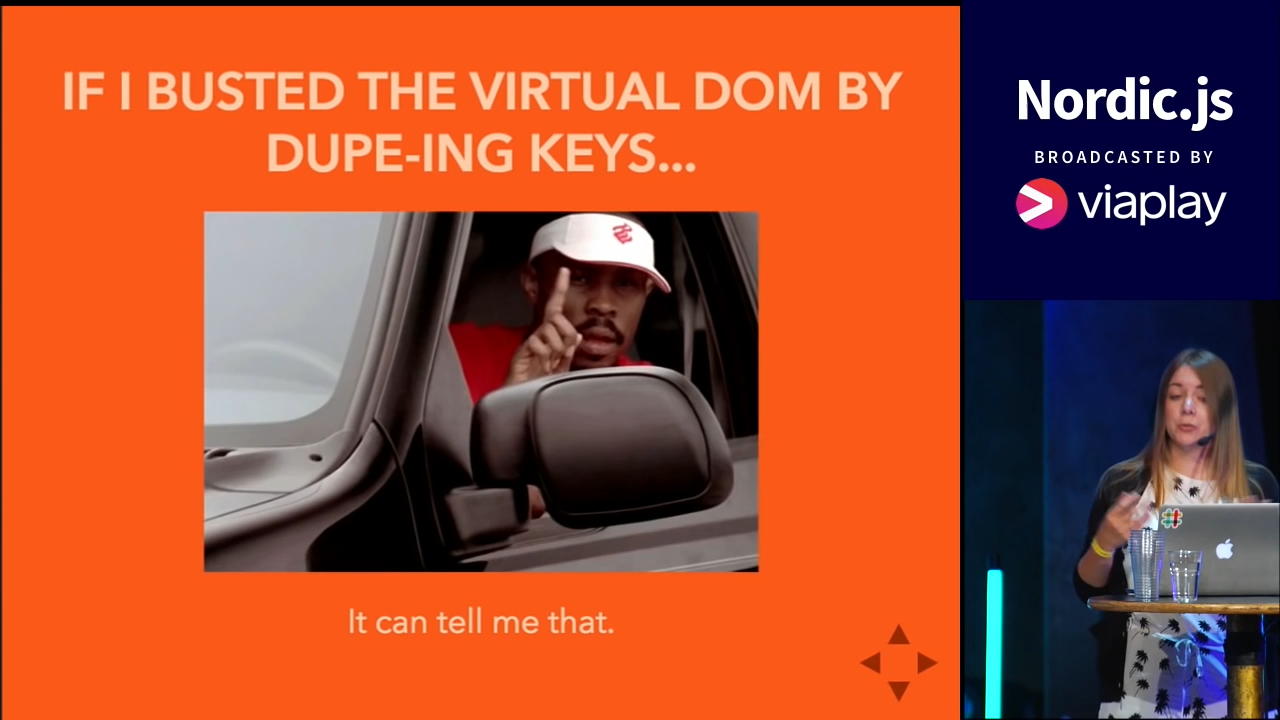 IF I BUSTED THE VIRTUAL DOM BY
DUPE-ING KEYS...
It can tell me that.
Nordic.js
BROADCASTED BY
viaplay